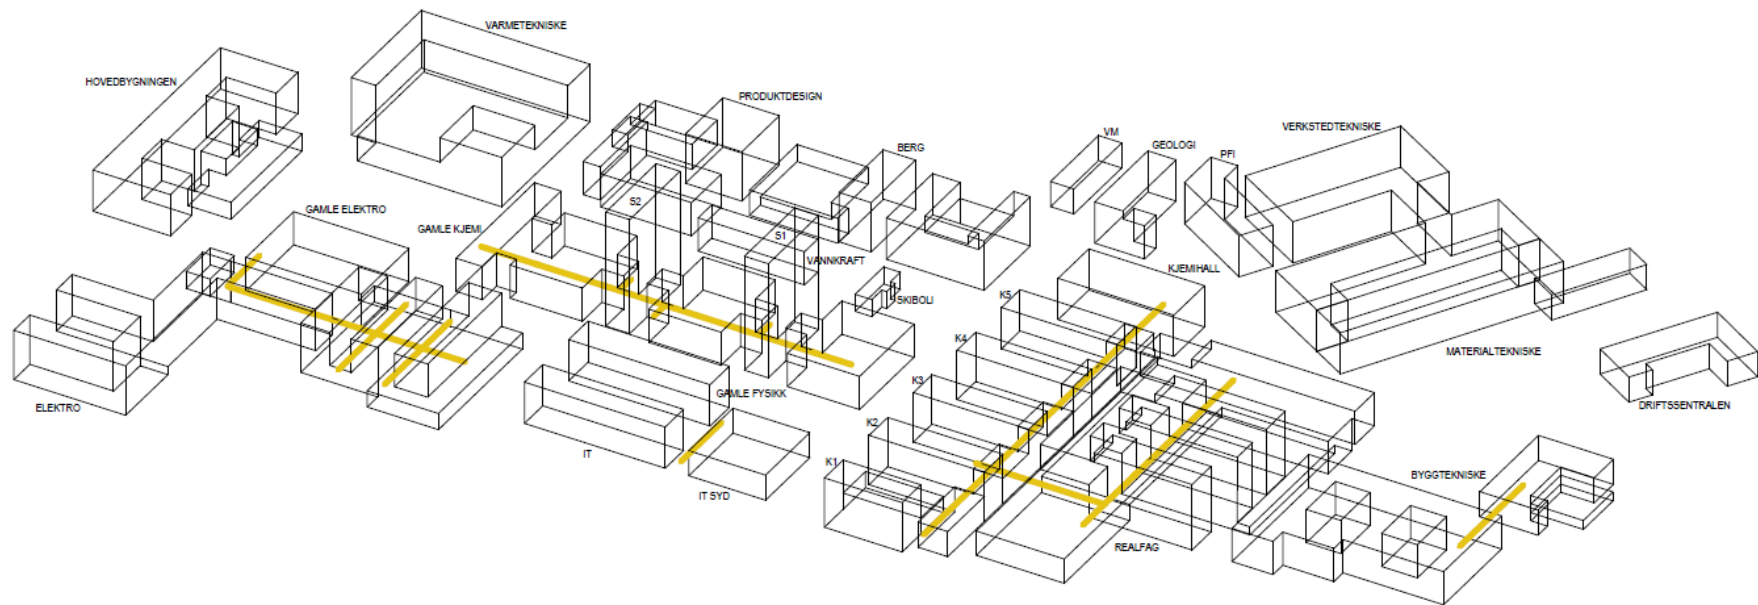 VARMETEKNISKE
HOVEDBYGNINGEN
PRODUKTDESIGN
VM
VERKSTEDTEKNISKE
GEOLOGI
BERG
PFI
S2
GAMLE ELEKTRO
GAMLE KJEMI
S1
VANNKRAFT
KJEMIHALL
SKIBOLI
K5
K4
MATERIALTEKNISKE
K3
GAMLE FYSIKK
ELEKTRO
DRIFTSSENTRALEN
K2
IT
K1
BYGGTEKNISKE
IT SYD
REALFAG